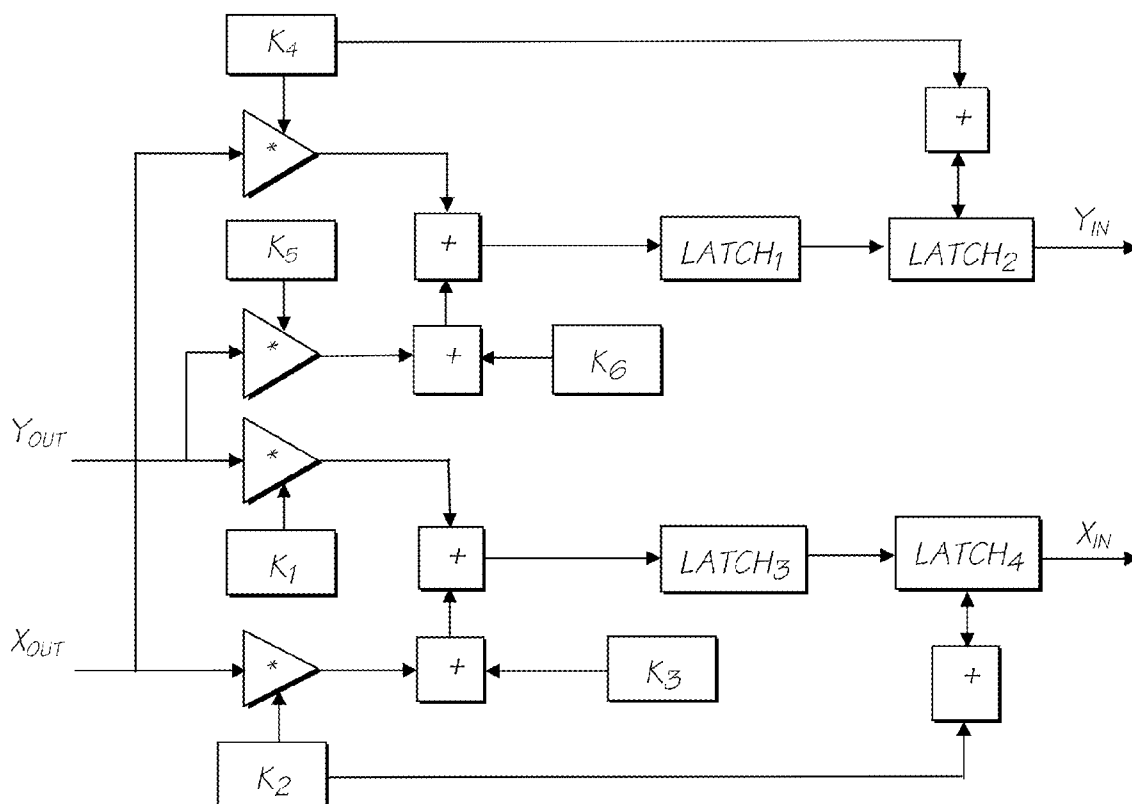 K4
+
*
K5
+
LATCH1
LATCH2
YIN
*
+
K6
YOUT
*
K1
+
LATCH3
LATCH4
XIN
XOUT
*
+
K3
+
K2